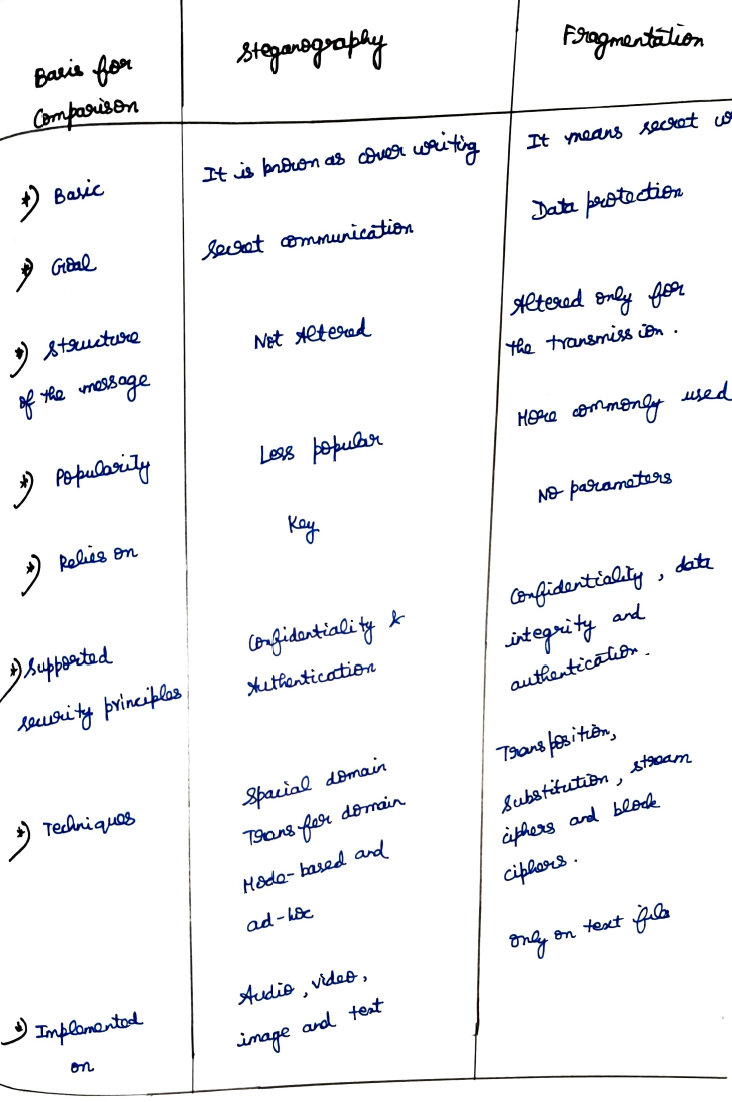 Basis for
Comparison
Steganography
Fragmentation
*) Basic
It is known as cover writing
It means secret
*) Goal
Secret communication
Data protection
*) Structure
of the message
Not Altered
Altered only for
the transmission.
*) Popularity
Less popular
More commonly used
*) Relies on
Key
No parameters
*) Supported
security principles
Confidentiality &
Authentication
Confidentiality, data
integrity and
authentication.
*) Techniques
Spacial domain
Transfer domain
Mode-based and
ad-hoc
Transposition,
Substitution, stream
ciphers and block
ciphers.
*) Implemented
on
Audio, video,
image and text
only on text file